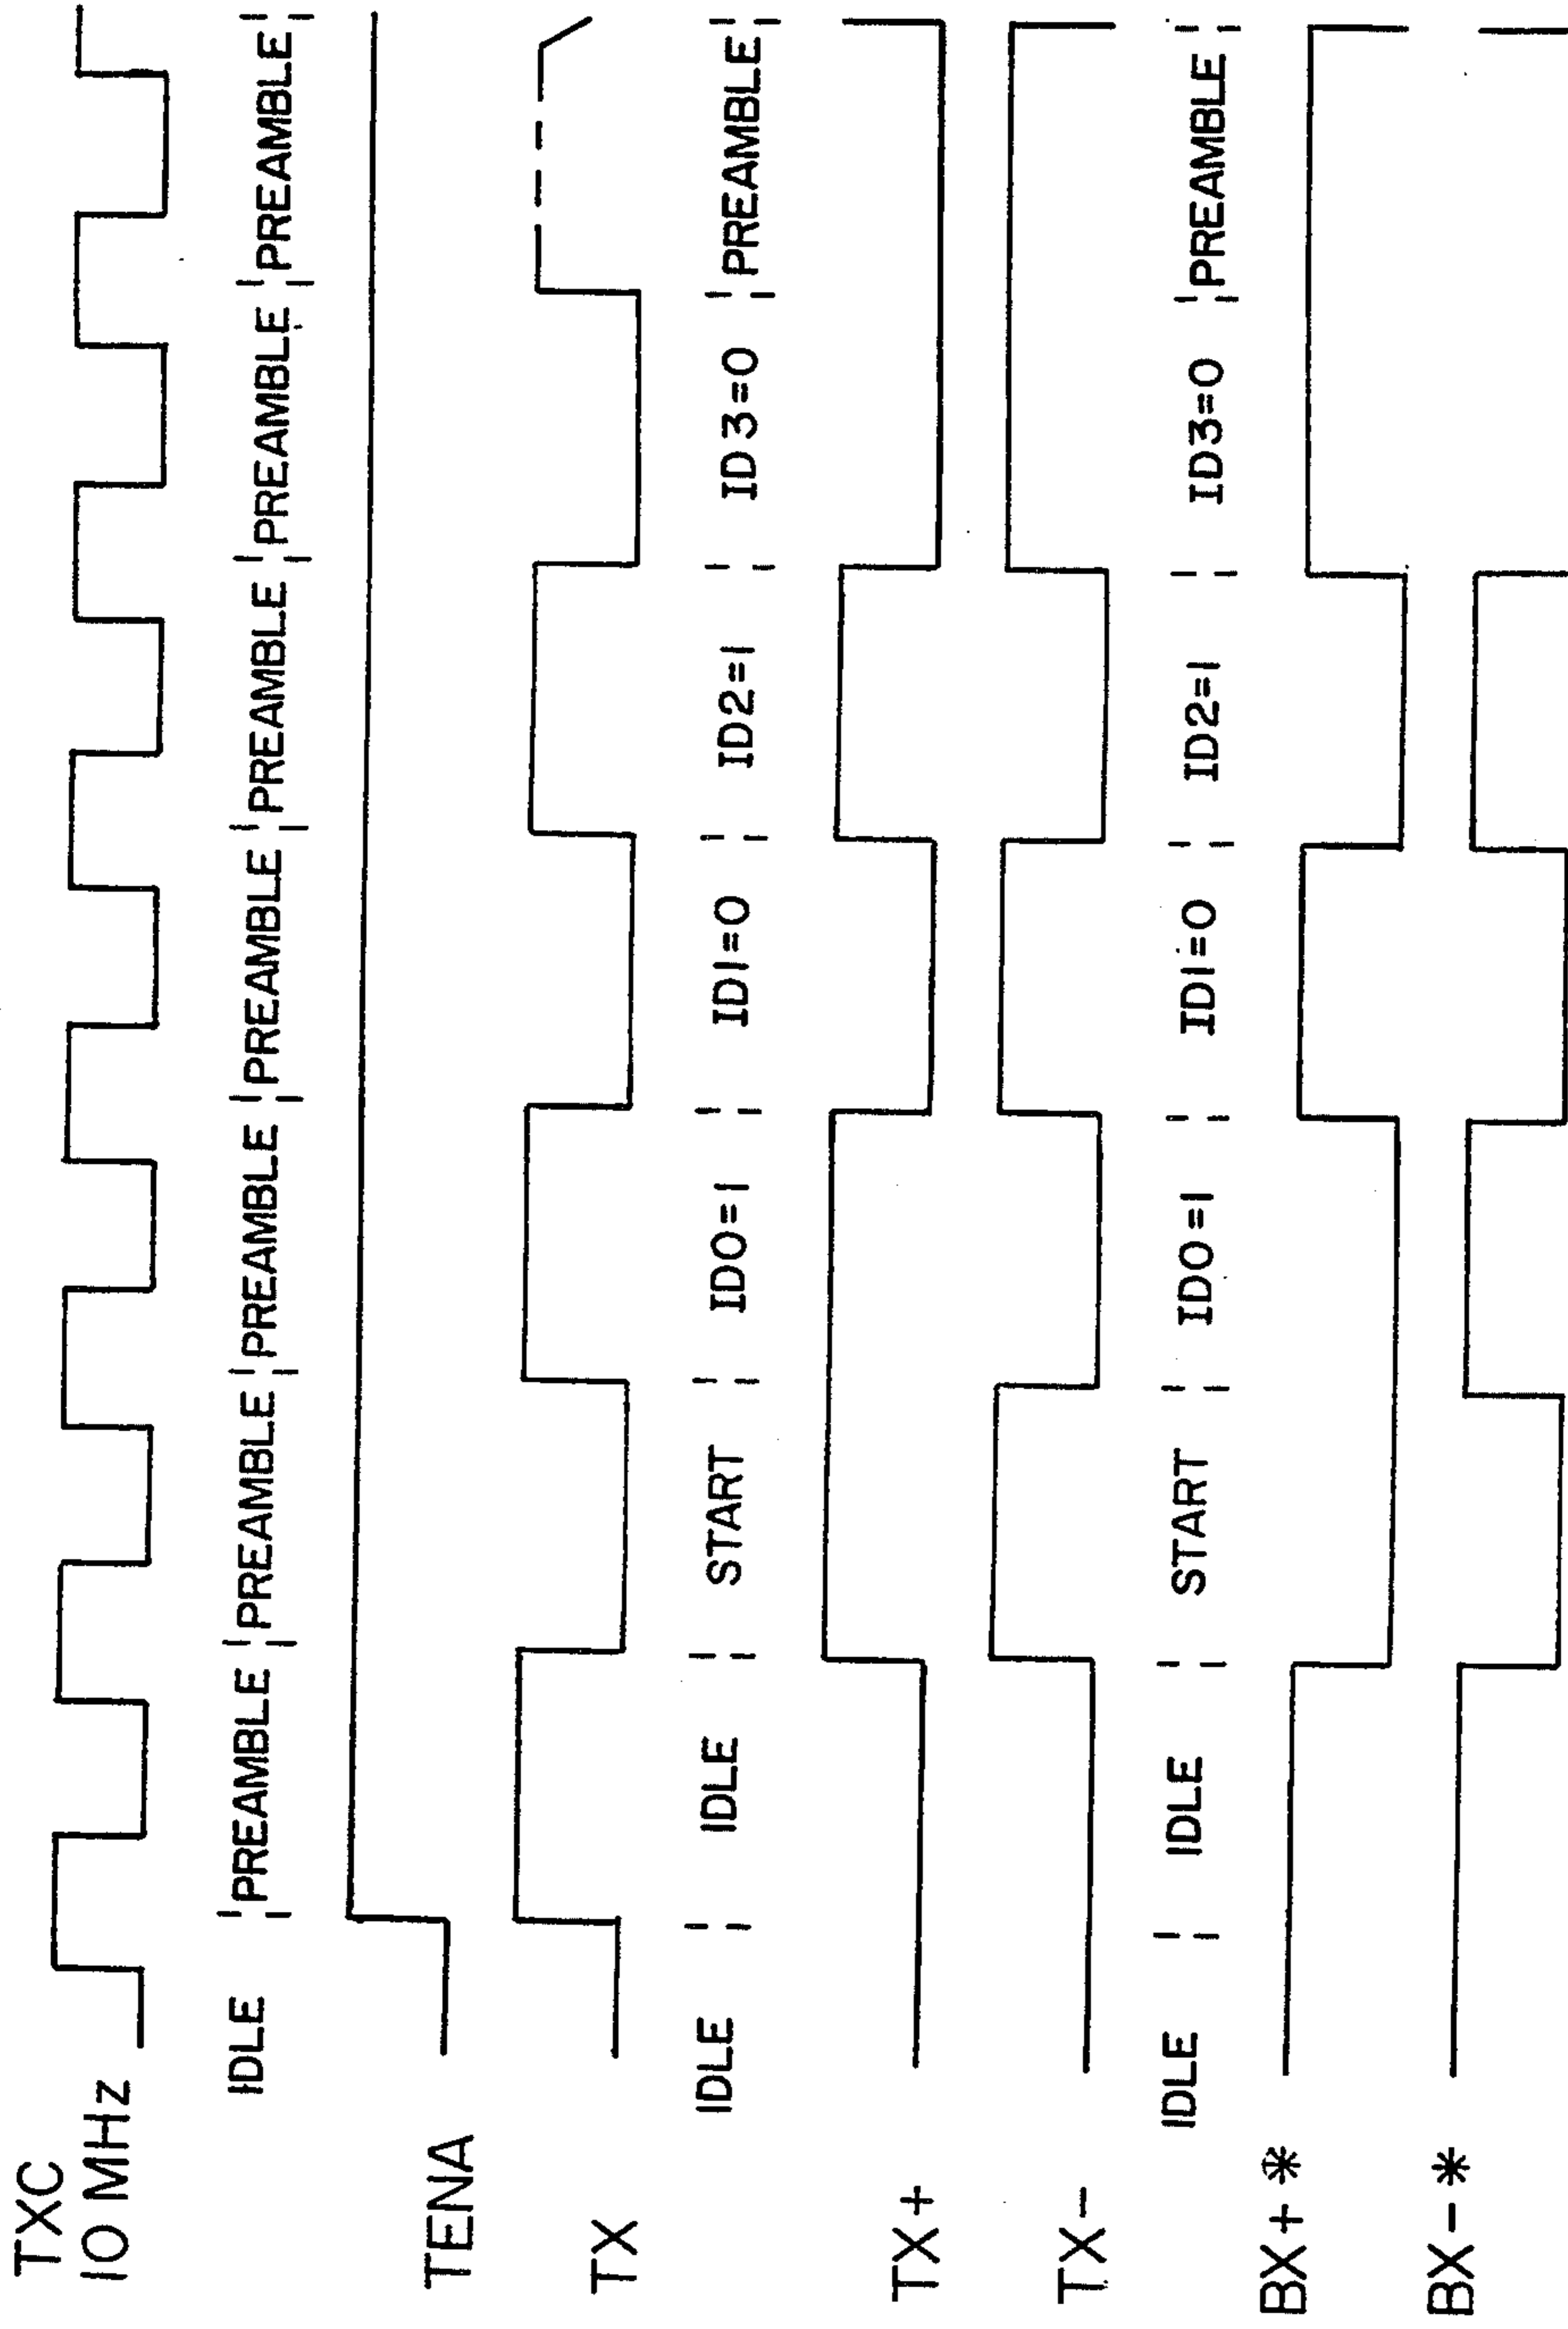 TXC
10 MHz
IDLE PREAMBLE PREAMBLE PREAMBLE PREAMBLE PREAMBLE PREAMBLE PREAMBLE
TENA
TX
IDLE IDLE START ID0=1 ID1=0 ID2=1 ID3=0 PREAMBLE
TX+
TX-
IDLE IDLE START ID0=1 ID1=0 ID2=1 ID3=0 PREAMBLE
BX+*
BX-*